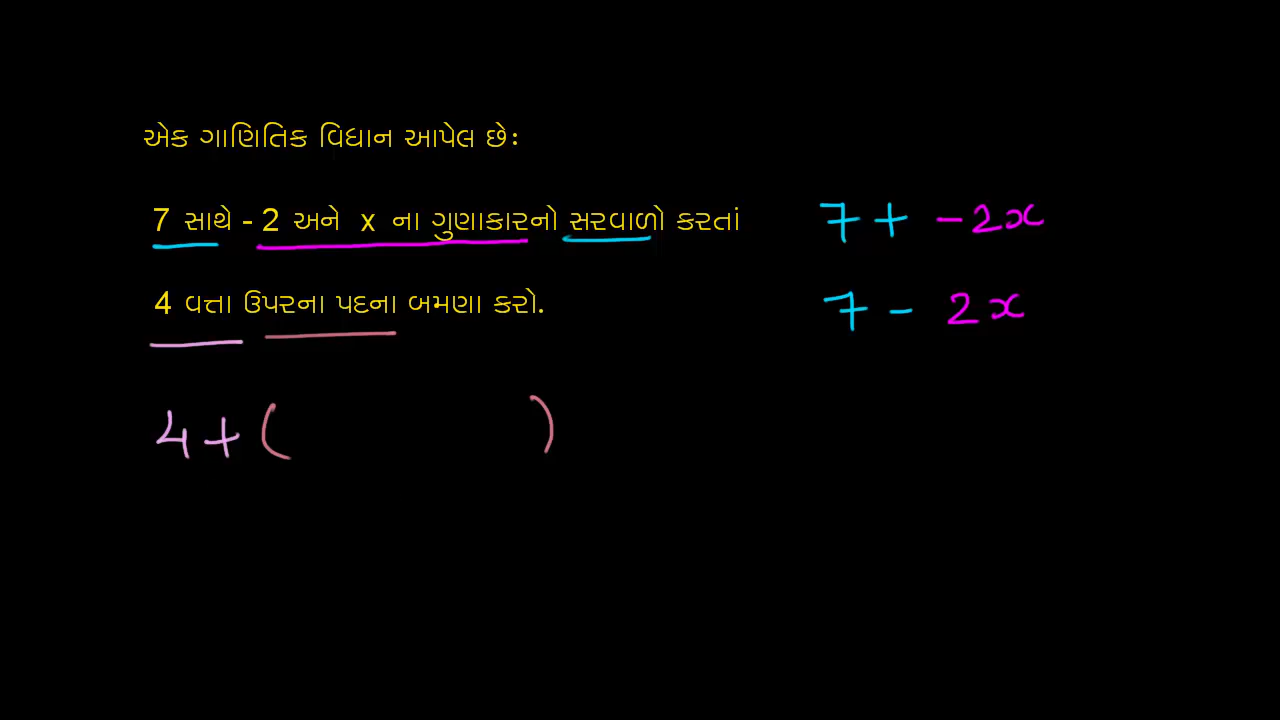 એક ગાણિતિક વિધાન આપેલ છેઃ
7 સાથે - 2 અને x ના ગુણાકારનો સરવાળો કરતાં
7 + - 2x
4 વત્તા ઉપરના પદના બમણા કરો.
7 - 2x
4 + ( )